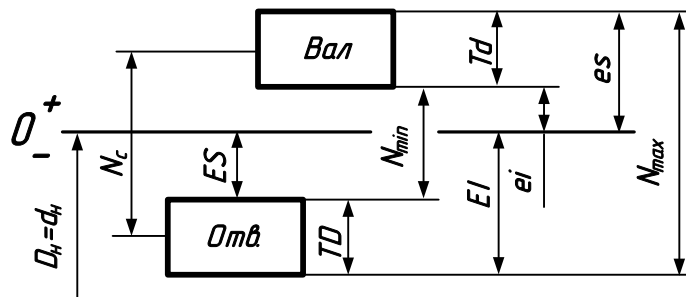 Вал
Td
es
+
0
−
Nc
ES
Nmin
ei
EI
Nmax
Dн=dн
Отв.
TD